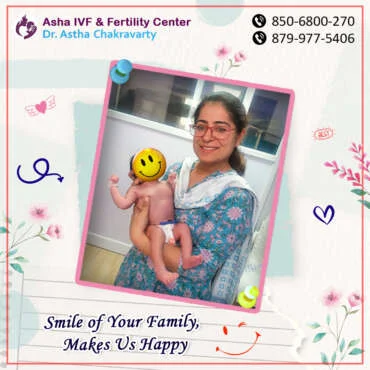 Asha IVF & Fertility Center
Dr. Astha Chakravarty
850-6800-270
879-977-5406
Smile of Your Family,
Makes Us Happy